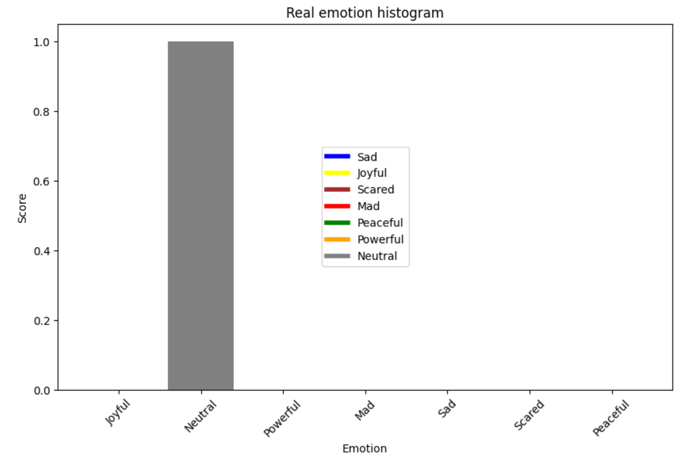 Real emotion histogram
1.0
0.8
0.6
0.4
0.2
0.0
Score
Sad
Joyful
Scared
Mad
Peaceful
Powerful
Neutral
Joyful
Neutral
Powerful
Mad
Sad
Scared
Peaceful
Emotion